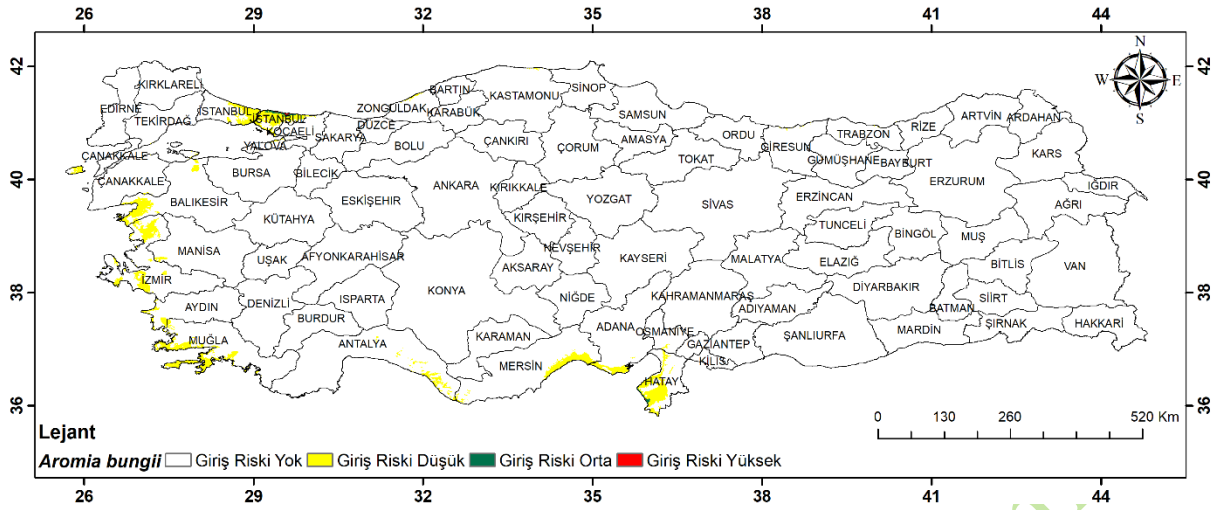 26 29 32 35 38 41 44
N
W E
S
42 42
KIRKLARELİ
BARTIN
SİNOP
KASTAMONU
EDİRNE
İSTANBUL
ZONGULDAK
KARABÜK
SAMSUN
ARTVİN
ARDAHAN
TEKİRDAĞ
İSTANBUL
KOCAELİ
SAKARYA
DÜZCE
ORDU
TRABZON
RİZE
YALOVA
BOLU
ÇANKIRI
ÇORUM
AMASYA
GİRESUN
KARS
ÇANAKKALE
TOKAT
GÜMÜŞHANE
BAYBURT
40 40
ÇANAKKALE
BURSA
BİLECİK
ANKARA
KIRIKKALE
ERZURUM
IĞDIR
BALIKESİR
ESKİŞEHİR
YOZGAT
SİVAS
ERZİNCAN
AĞRI
KÜTAHYA
KIRŞEHİR
TUNCELİ
BİNGÖL
MUŞ
MANİSA
UŞAK
AFYONKARAHİSAR
NEVŞEHİR
KAYSERİ
MALATYA
ELAZIĞ
BİTLİS
VAN
İZMİR
AKSARAY
38 38
KONYA
NİĞDE
KAHRAMANMARAŞ
DİYARBAKIR
SİİRT
AYDIN
DENİZLİ
ISPARTA
ADIYAMAN
BATMAN
BURDUR
ADANA
OSMANİYE
ŞANLIURFA
MARDİN
ŞIRNAK
HAKKARİ
MUĞLA
ANTALYA
KARAMAN
GAZİANTEP
MERSİN
KİLİS
HATAY
36 36
0 130 260 520 Km
Lejant
Aromia bungii Giriş Riski Yok Giriş Riski Düşük Giriş Riski Orta Giriş Riski Yüksek
26 29 32 35 38 41 44